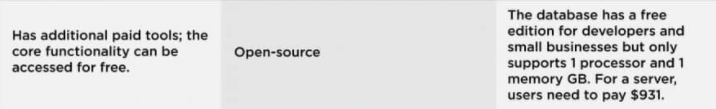 Has additional paid tools; the
core functionality can be
accessed for free.
Open-source
The database has a free
edition for developers and
small businesses but only
supports 1 processor and 1
memory GB. For a server,
users need to pay $931.